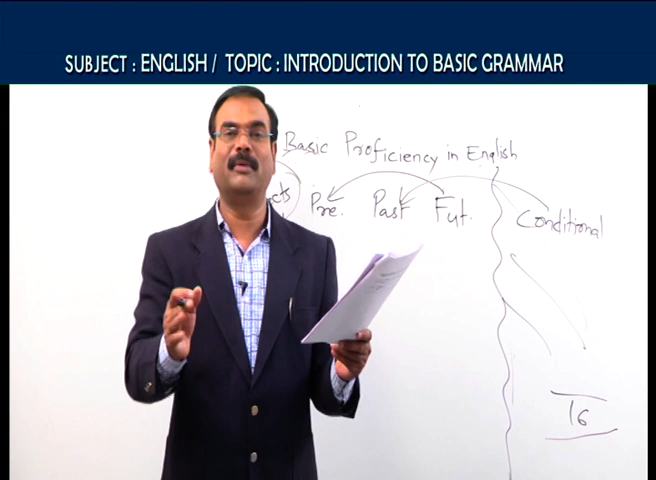 SUBJECT : ENGLISH / TOPIC : INTRODUCTION TO BASIC GRAMMAR
Basic Proficiency in English
Pre. Past Fut. Conditional
16